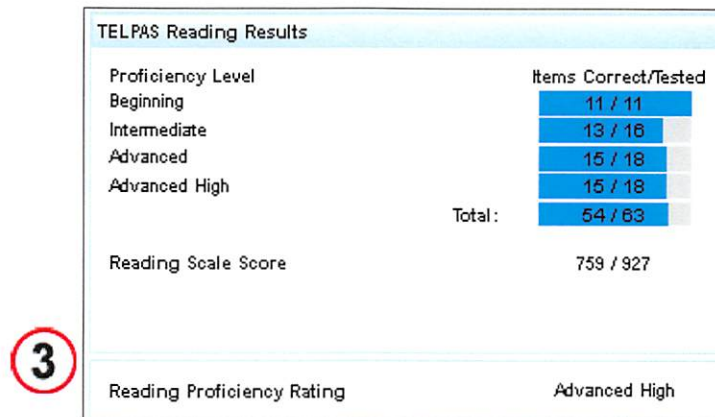 TELPAS Reading Results
Proficiency Level Items Correct/Tested
Beginning 11 / 11
Intermediate 13 / 16
Advanced 15 / 18
Advanced High 15 / 18
Total: 54 / 63
Reading Scale Score 759 / 927
3
Reading Proficiency Rating Advanced High